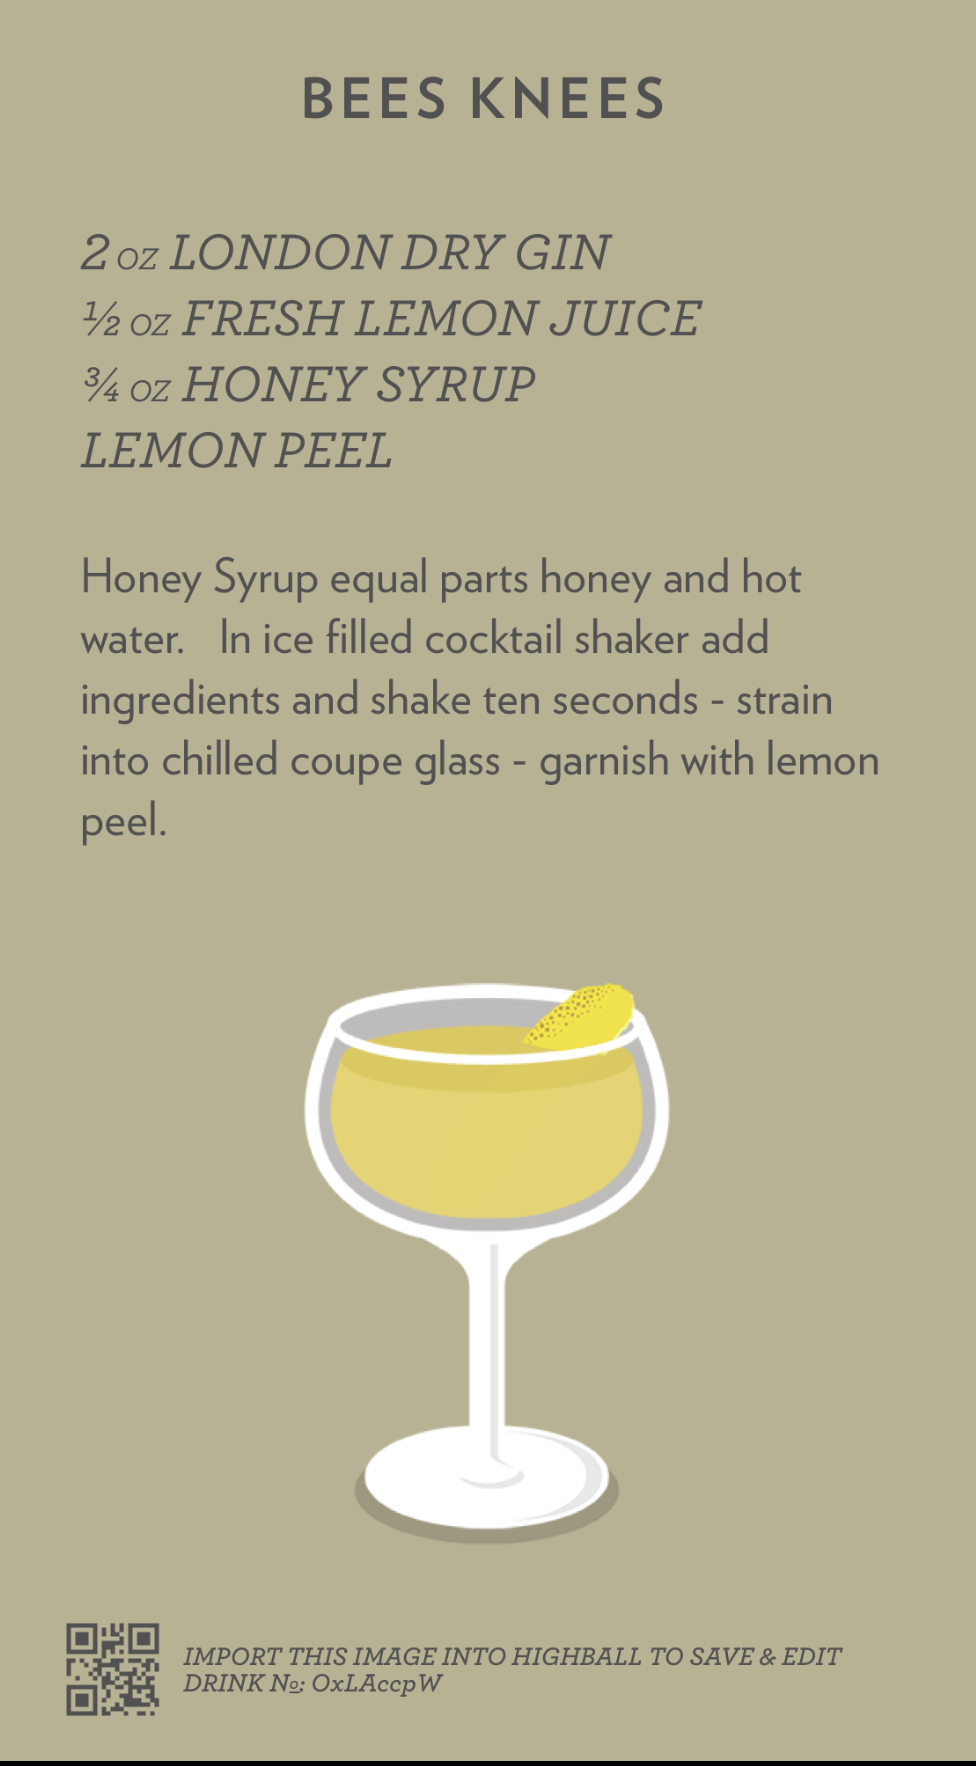 BEES KNEES
2 OZ LONDON DRY GIN
½ OZ FRESH LEMON JUICE
¾ OZ HONEY SYRUP
LEMON PEEL
Honey Syrup equal parts honey and hot
water.   In ice filled cocktail shaker add
ingredients and shake ten seconds - strain
into chilled coupe glass - garnish with lemon
peel.
IMPORT THIS IMAGE INTO HIGHBALL TO SAVE & EDIT
DRINK Nº: OxLAccpW